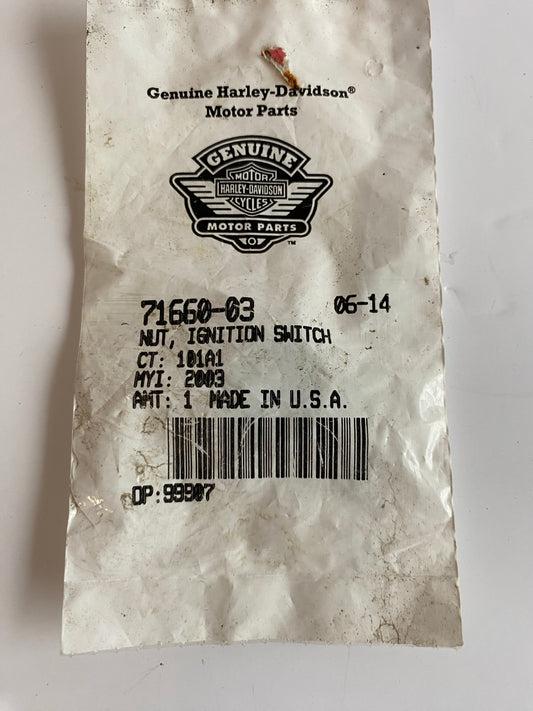 Genuine Harley-Davidson®
Motor Parts
GENUINE
MOTOR
HARLEY-DAVIDSON
CYCLES
MOTOR PARTS
™
71660-03 06-14
NUT, IGNITION SWITCH
CT: 101A1
MYI: 2003
AMT: 1 MADE IN U.S.A.
OP:99907